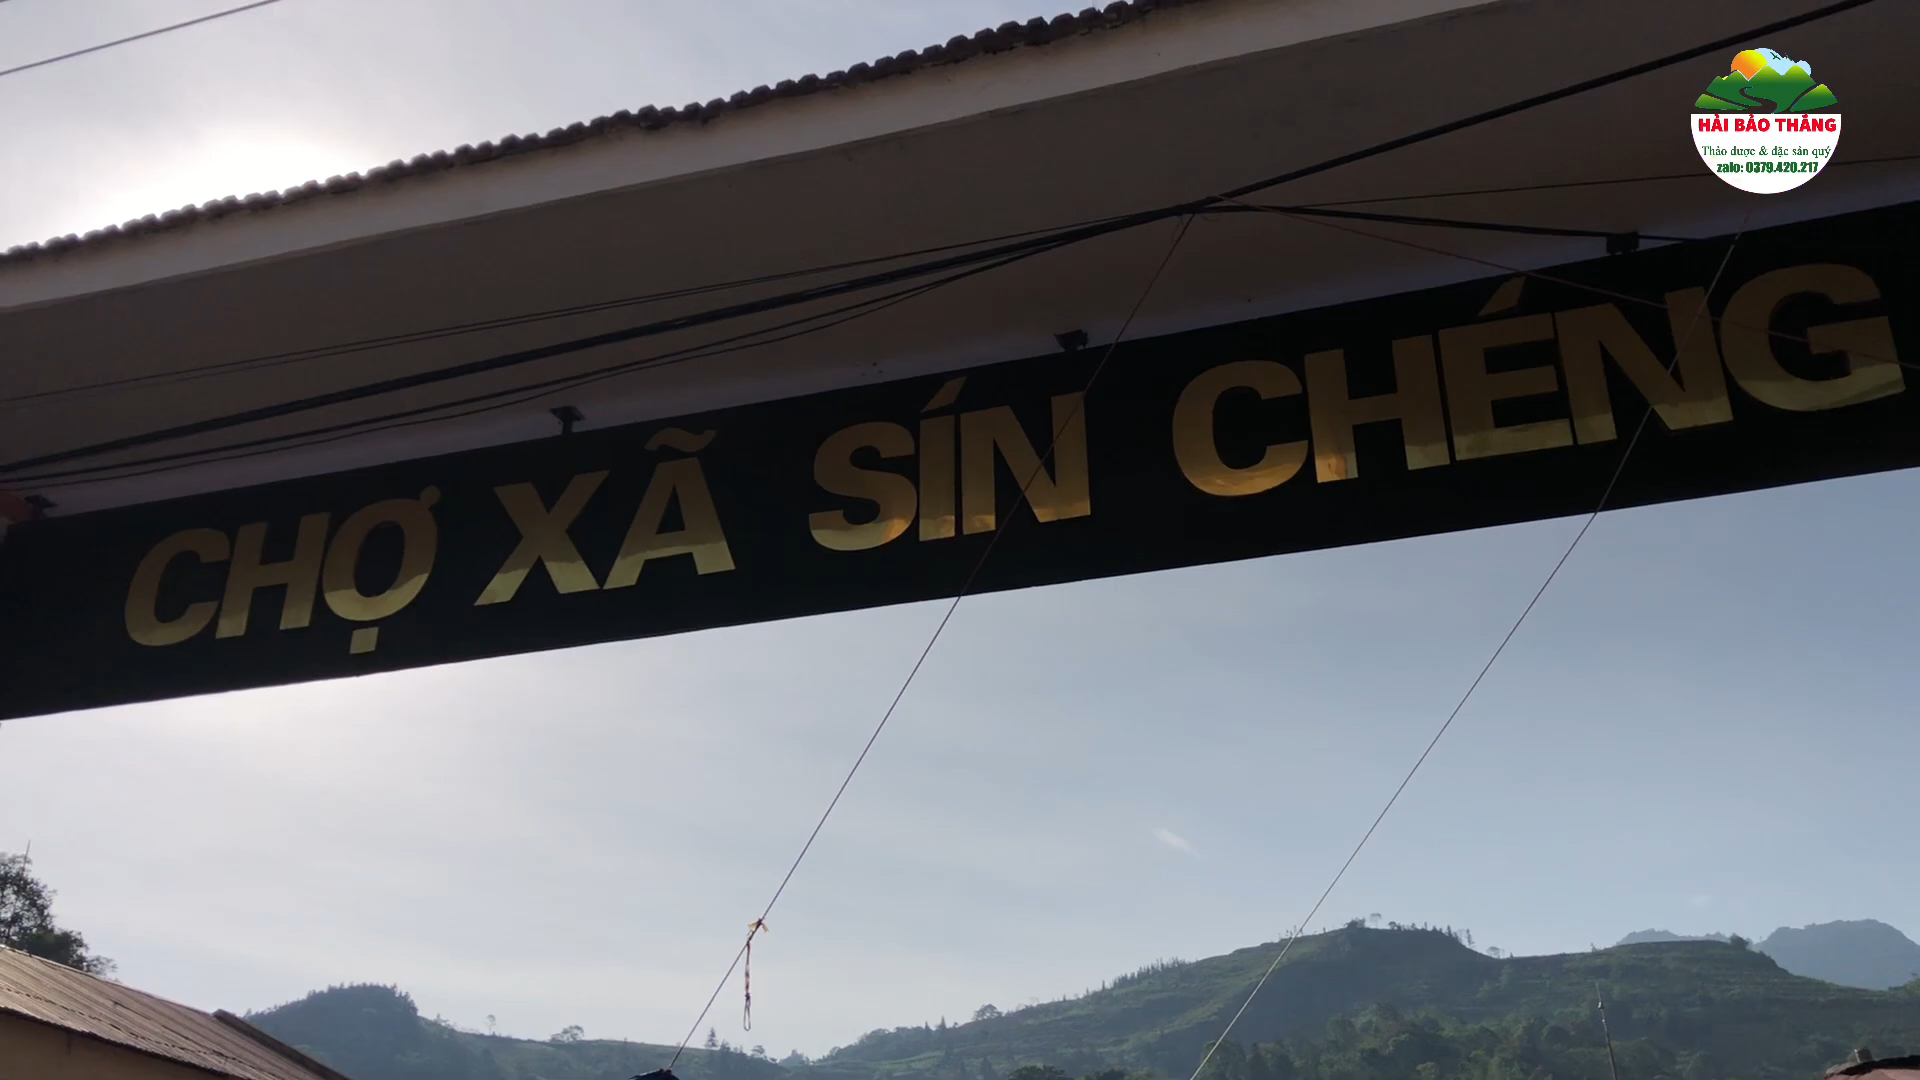 HẢI BẢO THẮNG
Thảo dược & đặc sản quý
zalo: 0379.420.217
CHỢ XÃ SÍN CHÉNG